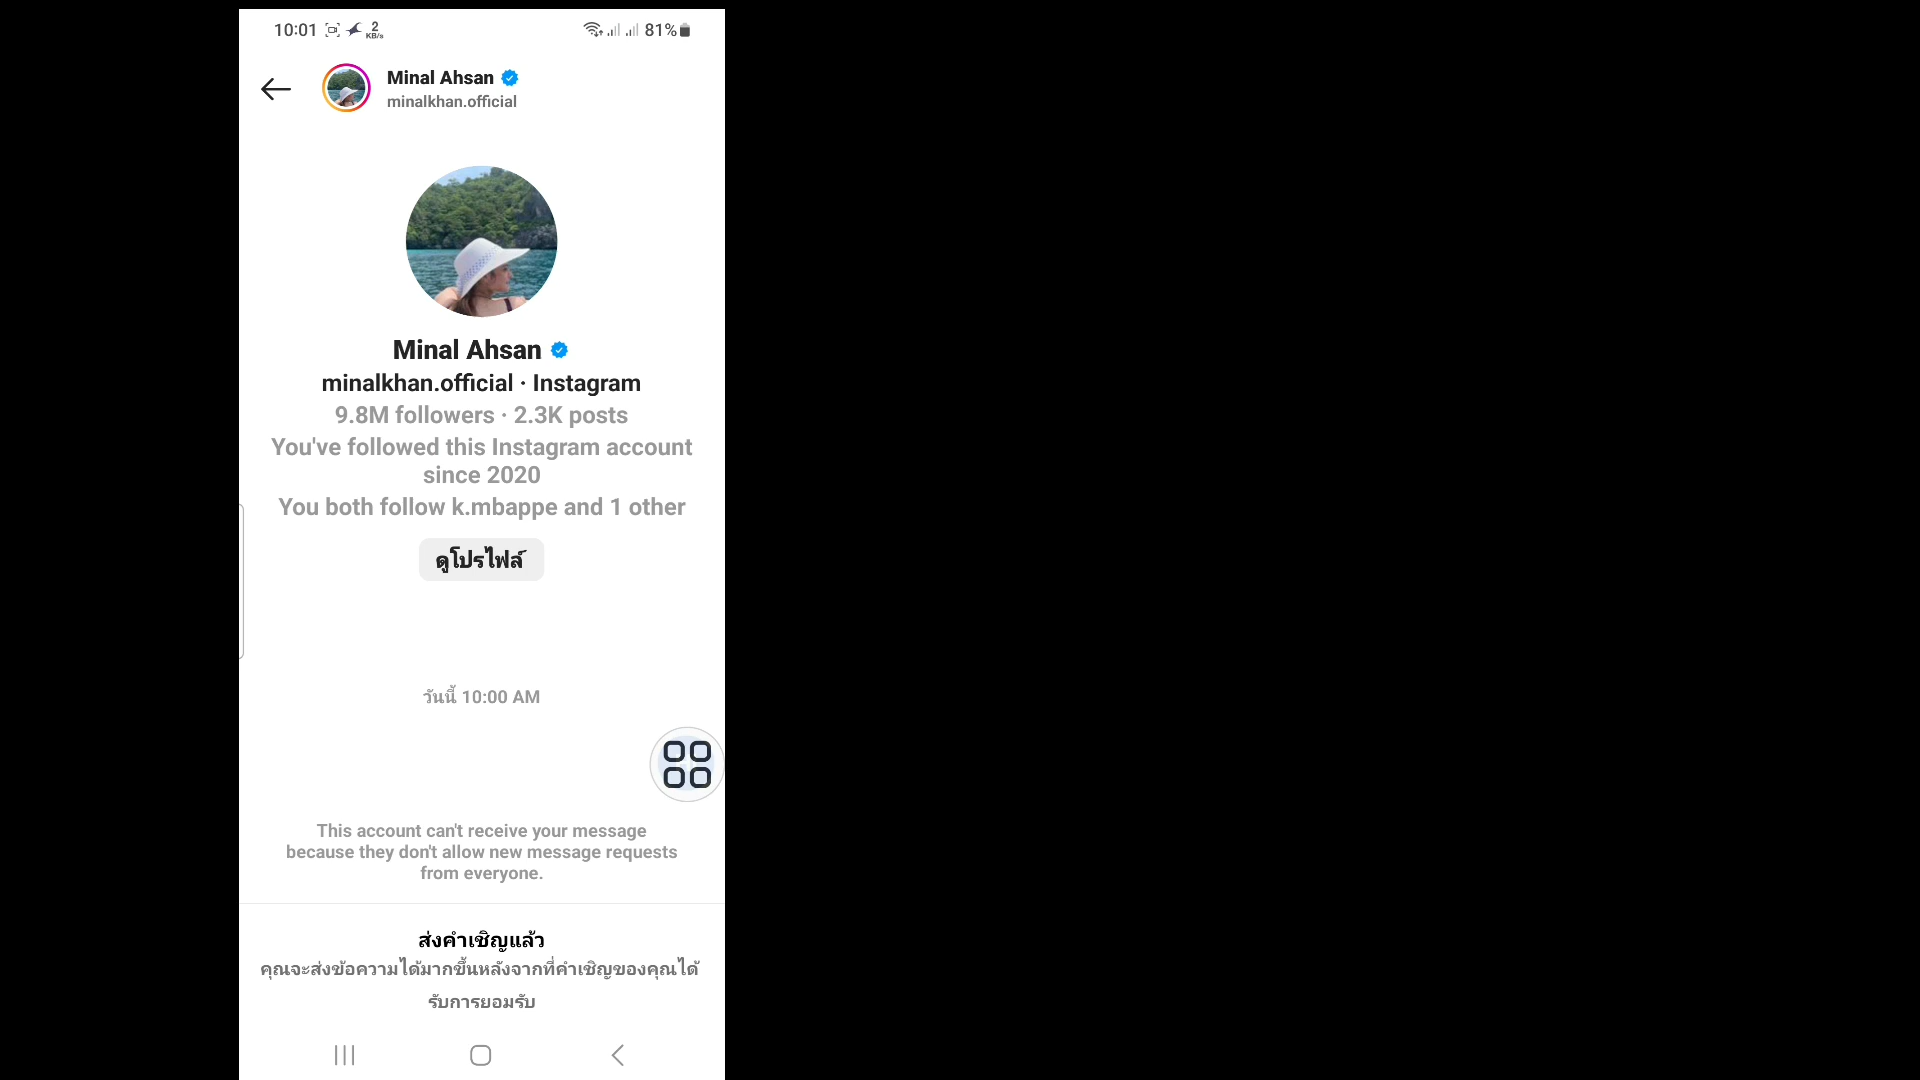 10:01 2 KB/s 81%
Minal Ahsan
minalkhan.official
Minal Ahsan
minalkhan.official · Instagram
9.8M followers · 2.3K posts
You've followed this Instagram account
since 2020
You both follow k.mbappe and 1 other
ดูโปรไฟล์
วันนี้ 10:00 AM
This account can't receive your message
because they don't allow new message requests
from everyone.
ส่งคำเชิญแล้ว
คุณจะส่งข้อความได้มากขึ้นหลังจากที่คำเชิญของคุณได้
รับการยอมรับ